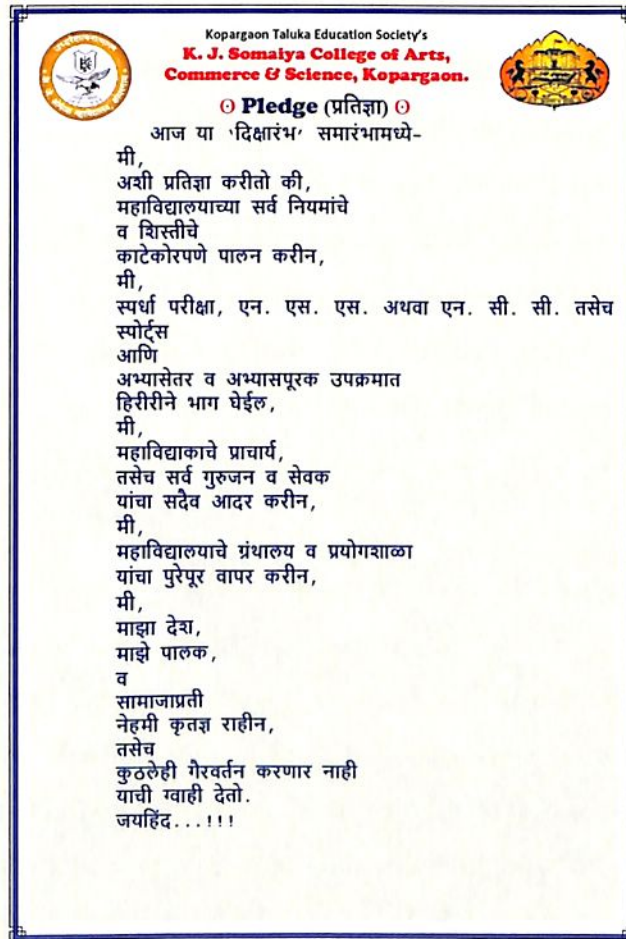 Kopargaon Taluka Education Society's
K. J. Somaiya College of Arts,
Commerce & Science, Kopargaon.
Pledge (प्रतिज्ञा)
आज या 'दिक्षारंभ' समारंभामध्ये-
मी,
अशी प्रतिज्ञा करीतो की,
महाविद्यालयाच्या सर्व नियमांचे
व शिस्तीचे
काटेकोरपणे पालन करीन,
मी,
स्पर्धा परीक्षा, एन. एस. एस. अथवा एन. सी. सी. तसेच
स्पोर्ट्स
आणि
अभ्यासेतर व अभ्यासपूरक उपक्रमात
हिरीरीने भाग घेईल,
मी,
महाविद्याकाचे प्राचार्य,
तसेच सर्व गुरुजन व सेवक
यांचा सदैव आदर करीन,
मी,
महाविद्यालयाचे ग्रंथालय व प्रयोगशाळा
यांचा पुरेपूर वापर करीन,
मी,
माझा देश,
माझे पालक,
व
सामाजाप्रती
नेहमी कृतज्ञ राहीन,
तसेच
कुठलेही गैरवर्तन करणार नाही
याची ग्वाही देतो.
जयहिंद...!!!